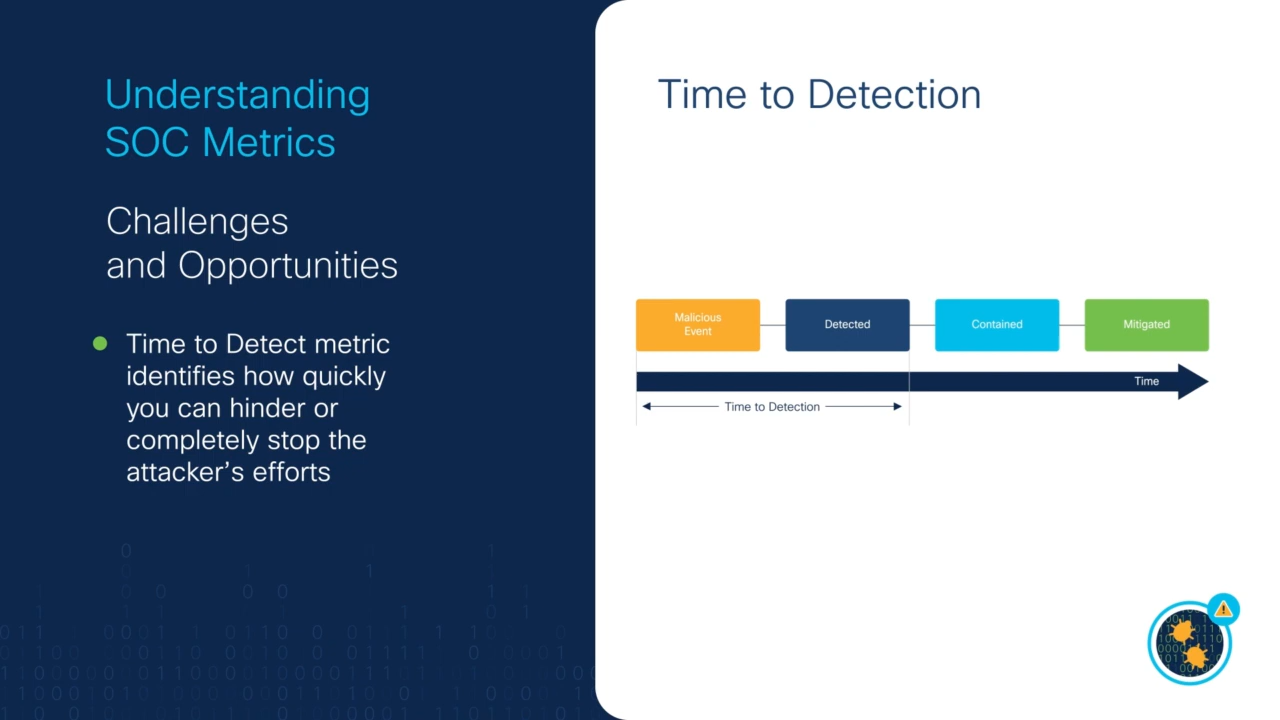 Understanding
SOC Metrics
Challenges
and Opportunities
Time to Detect metric
identifies how quickly
you can hinder or
completely stop the
attacker's efforts
Time to Detection
Malicious
Event
Detected
Contained
Mitigated
Time
Time to Detection